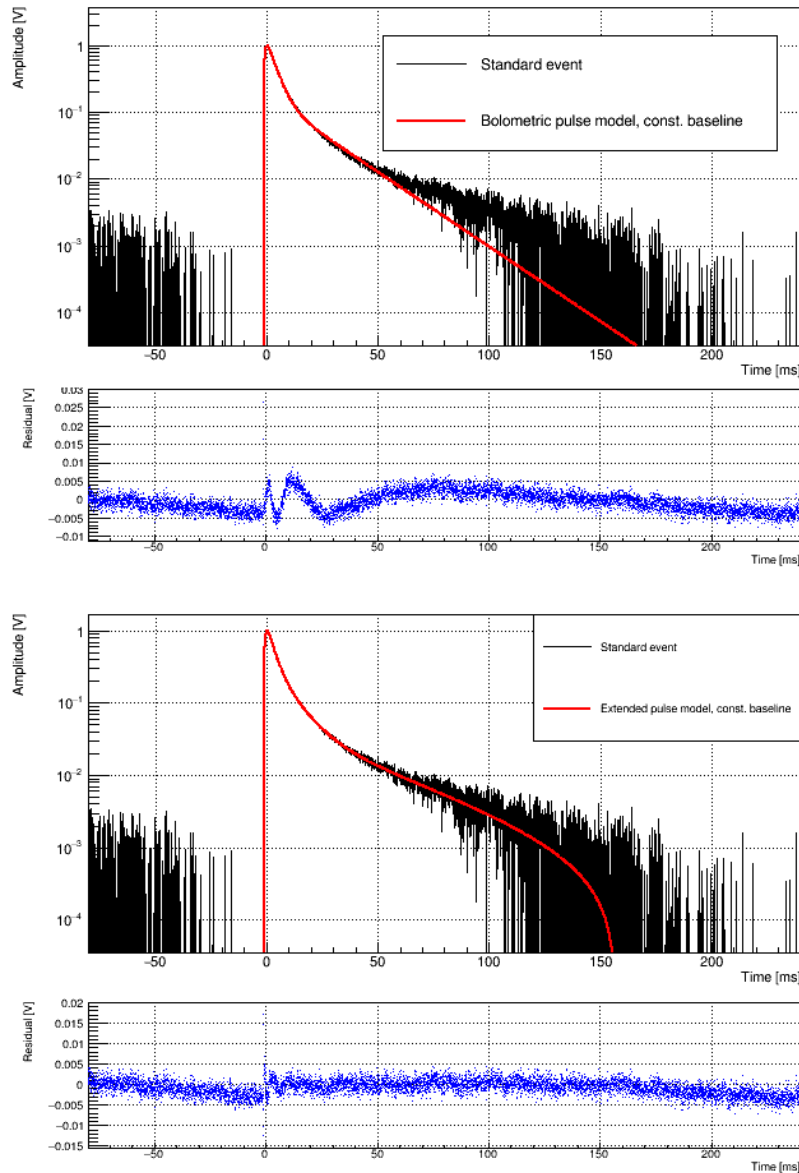 Amplitude [V]
Standard event
Bolometric pulse model, const. baseline
1
10⁻¹
10⁻²
10⁻³
10⁻⁴
−50 0 50 100 150 200
Time [ms]
Residual [V]
0.03
0.025
0.02
0.015
0.01
0.005
0
−0.005
−0.01
−50 0 50 100 150 200
Time [ms]
Amplitude [V]
Standard event
Extended pulse model, const. baseline
1
10⁻¹
10⁻²
10⁻³
10⁻⁴
−50 0 50 100 150 200
Time [ms]
Residual [V]
0.02
0.015
0.01
0.005
0
−0.005
−0.01
−0.015
−50 0 50 100 150 200
Time [ms]